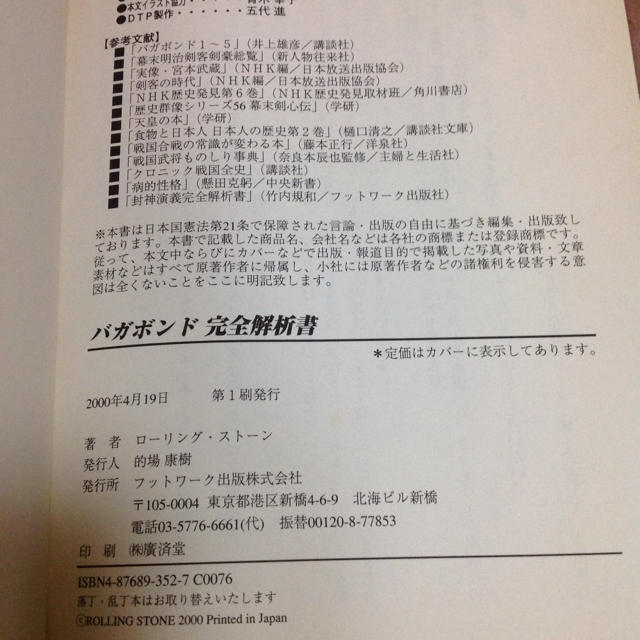 ●本文イラスト協力・・・・・青木 幸子
●DTP製作・・・・・・五代 進
【参考文献】
■「バガボンド1〜5」(井上雄彦／講談社)
■「幕末明治剣客剣豪総覧」(新人物往来社)
■「実像・宮本武蔵」(NHK編／日本放送出版協会)
■「剣客の時代」(NHK編／日本放送出版協会)
■「NHK歴史発見第6巻」(NHK歴史発見取材班／角川書店)
■「歴史群像シリーズ56 幕末剣心伝」(学研)
■「天皇の本」(学研)
■「食物と日本人 日本人の歴史第2巻」(樋口清之／講談社文庫)
■「戦国合戦の常識が変わる本」(藤本正行／洋泉社)
■「戦国武将ものしり事典」(奈良本辰也監修／主婦と生活社)
■「クロニック戦国全史」(講談社)
■「病的性格」(懸田克躬／中央新書)
■「封神演義完全解析書」(竹内規和／フットワーク出版社)
※本書は日本国憲法第21条で保障された言論・出版の自由に基づき編集・出版致し
ております。本書で記載した商品名、会社名などは各社の商標または登録商標です。
従って、本文中ならびにカバーなどで出版・報道目的で掲載した写真や資料・文章
素材などはすべて原著作者に帰属し、小社には原著作者などの諸権利を侵害する意
図は全くないことをここに明記致します。
バガボンド 完全解析書
＊定価はカバーに表示してあります。
2000年4月19日 第1刷発行
著 者 ローリング・ストーン
発行人 的場 康樹
発行所 フットワーク出版株式会社
〒105-0004 東京都港区新橋4-6-9 北海ビル新橋
電話03-5776-6661(代) 振替00120-8-77853
印 刷 ㈱廣済堂
ISBN4-87689-352-7 C0076
落丁・乱丁本はお取り替えいたします
©ROLLING STONE 2000 Printed in Japan